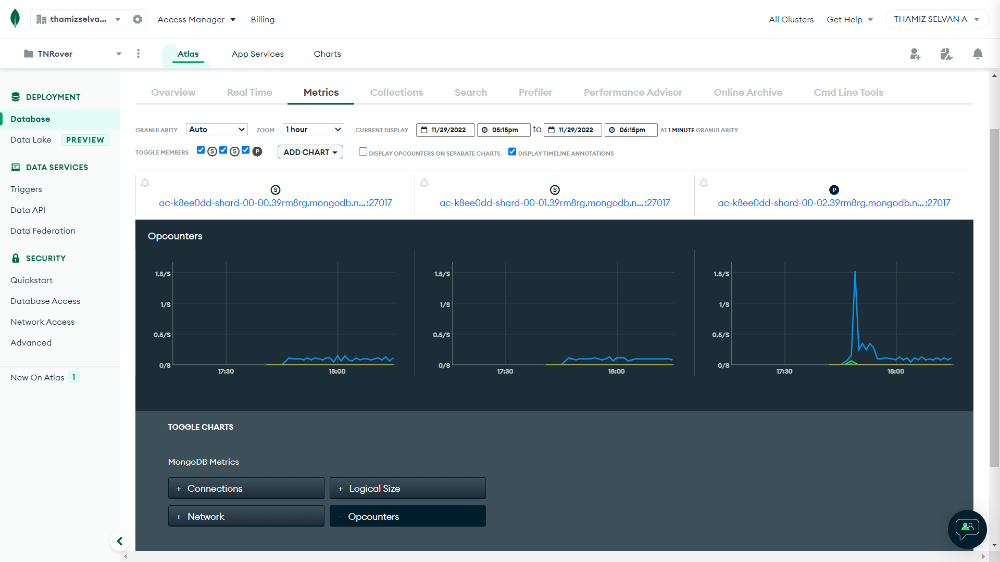 thamizselva...
Access Manager
Billing
All Clusters
Get Help
THAMIZ SELVAN A
TNRover
Atlas
App Services
Charts
DEPLOYMENT
Database
Data Lake
PREVIEW
DATA SERVICES
Triggers
Data API
Data Federation
SECURITY
Quickstart
Database Access
Network Access
Advanced
New On Atlas
1
Overview
Real Time
Metrics
Collections
Search
Profiler
Performance Advisor
Online Archive
Cmd Line Tools
GRANULARITY
Auto
ZOOM
1 hour
CURRENT DISPLAY
11/29/2022
05:15pm
to
11/29/2022
06:15pm
AT 1 MINUTE GRANULARITY
TOGGLE MEMBERS
S
S
P
ADD CHART
DISPLAY OPCOUNTERS ON SEPARATE CHARTS
DISPLAY TIMELINE ANNOTATIONS
S
ac-k8ee0dd-shard-00-00.39rm8rg.mongodb.n...:27017
S
ac-k8ee0dd-shard-00-01.39rm8rg.mongodb.n...:27017
P
ac-k8ee0dd-shard-00-02.39rm8rg.mongodb.n...:27017
Opcounters
1.5/S
1/S
0.5/S
0/S
17:30
18:00
1.5/S
1/S
0.5/S
0/S
17:30
18:00
1.5/S
1/S
0.5/S
0/S
17:30
18:00
TOGGLE CHARTS
MongoDB Metrics
+ Connections
+ Logical Size
+ Network
- Opcounters